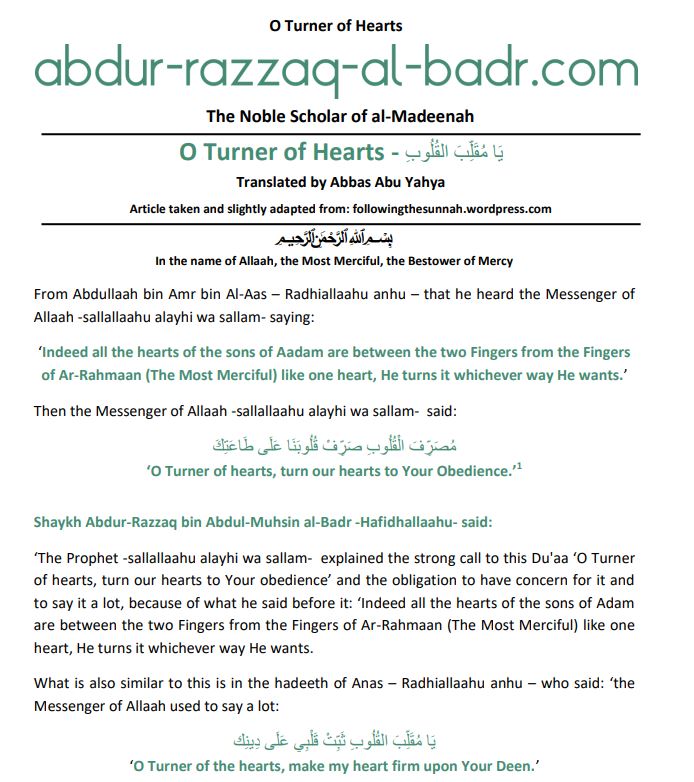 O Turner of Hearts
abdur-razzaq-al-badr.com
The Noble Scholar of al-Madeenah
O Turner of Hearts - يَا مُقَلِّبَ القُلُوبِ
Translated by Abbas Abu Yahya
Article taken and slightly adapted from: followingthesunnah.wordpress.com
بِسْمِ ٱللَّهِ ٱلرَّحْمَٰنِ ٱلرَّحِيمِ
In the name of Allaah, the Most Merciful, the Bestower of Mercy
From Abdullaah bin Amr bin Al-Aas – Radhiallaahu anhu – that he heard the Messenger of
Allaah -sallallaahu alayhi wa sallam- saying:
‘Indeed all the hearts of the sons of Aadam are between the two Fingers from the Fingers
of Ar-Rahmaan (The Most Merciful) like one heart, He turns it whichever way He wants.’
Then the Messenger of Allaah -sallallaahu alayhi wa sallam- said:
مُصَرِّفَ الْقُلُوبِ صَرِّفْ قُلُوبَنَا عَلَى طَاعَتِكَ
‘O Turner of hearts, turn our hearts to Your Obedience.’1
Shaykh Abdur-Razzaq bin Abdul-Muhsin al-Badr -Hafidhallaahu- said:
‘The Prophet -sallallaahu alayhi wa sallam- explained the strong call to this Du'aa ‘O Turner
of hearts, turn our hearts to Your obedience’ and the obligation to have concern for it and
to say it a lot, because of what he said before it: ‘Indeed all the hearts of the sons of Adam
are between the two Fingers from the Fingers of Ar-Rahmaan (The Most Merciful) like one
heart, He turns it whichever way He wants.
What is also similar to this is in the hadeeth of Anas – Radhiallaahu anhu – who said: ‘the
Messenger of Allaah used to say a lot:
يَا مُقَلِّبَ القُلُوبِ ثَبِّتْ قَلْبِي عَلَى دِينِكَ
‘O Turner of the hearts, make my heart firm upon Your Deen.’